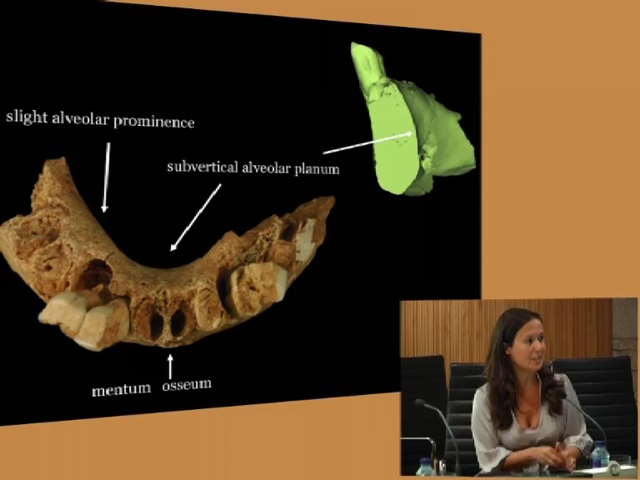 slight alveolar prominence
subvertical alveolar planum
mentum osseum